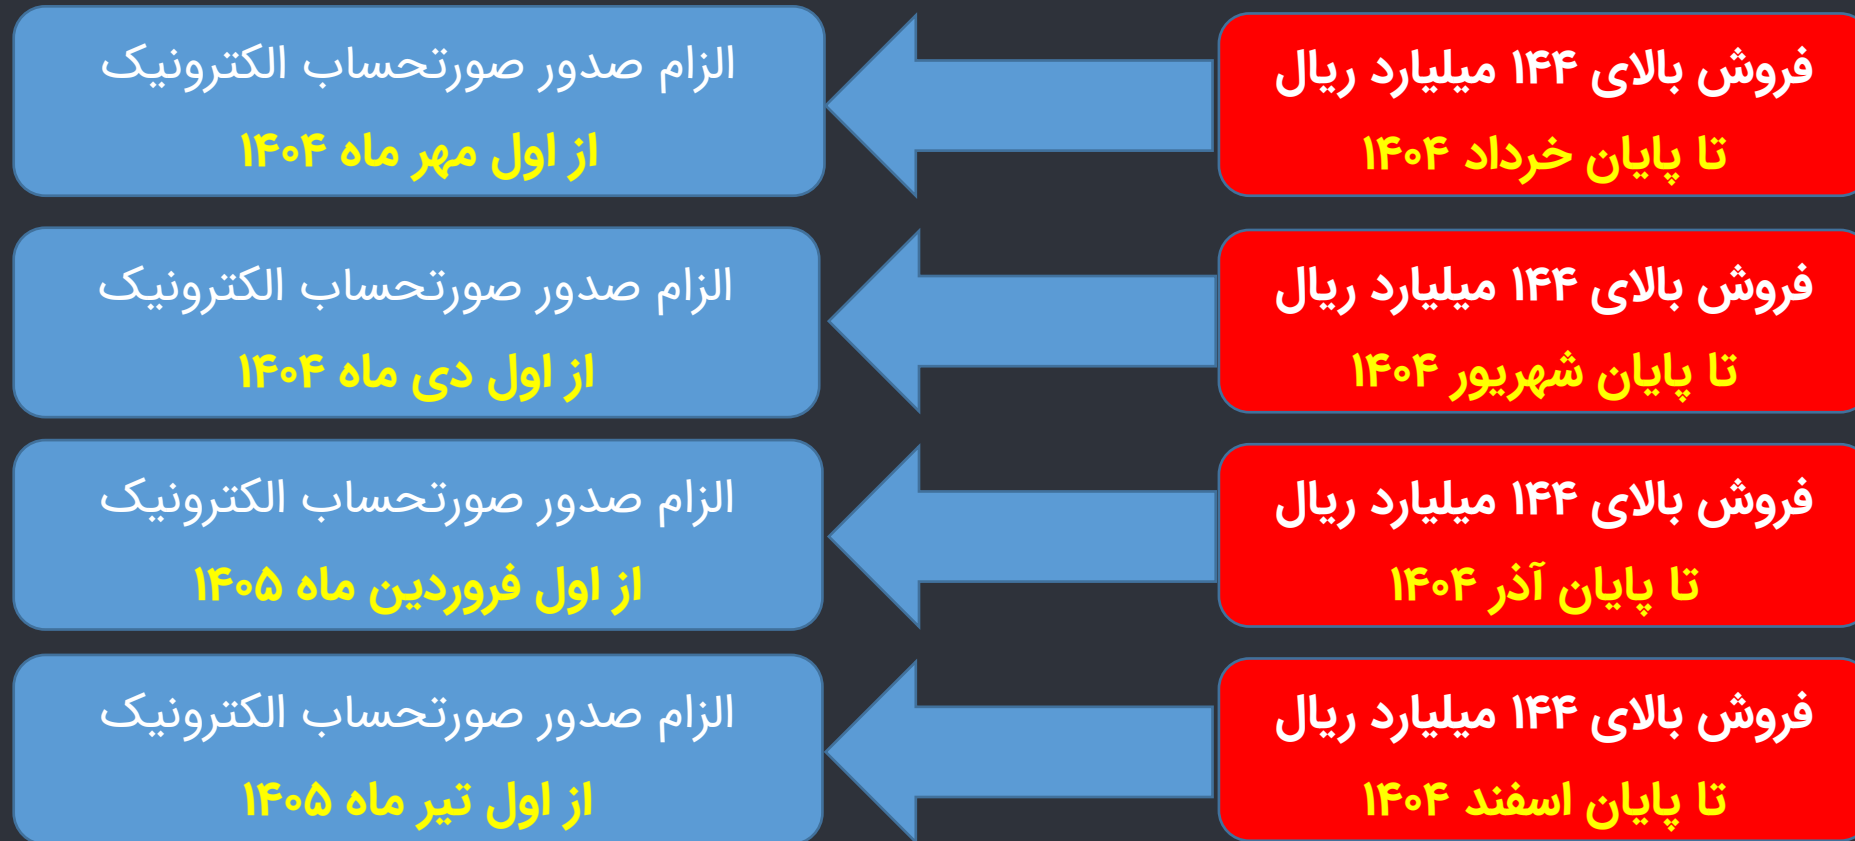 فروش بالای ۱۴۴ میلیارد ریال
تا پایان خرداد ۱۴۰۴
الزام صدور صورتحساب الکترونیک
از اول مهر ماه ۱۴۰۴
فروش بالای ۱۴۴ میلیارد ریال
تا پایان شهریور ۱۴۰۴
الزام صدور صورتحساب الکترونیک
از اول دی ماه ۱۴۰۴
فروش بالای ۱۴۴ میلیارد ریال
تا پایان آذر ۱۴۰۴
الزام صدور صورتحساب الکترونیک
از اول فروردین ماه ۱۴۰۵
فروش بالای ۱۴۴ میلیارد ریال
تا پایان اسفند ۱۴۰۴
الزام صدور صورتحساب الکترونیک
از اول تیر ماه ۱۴۰۵